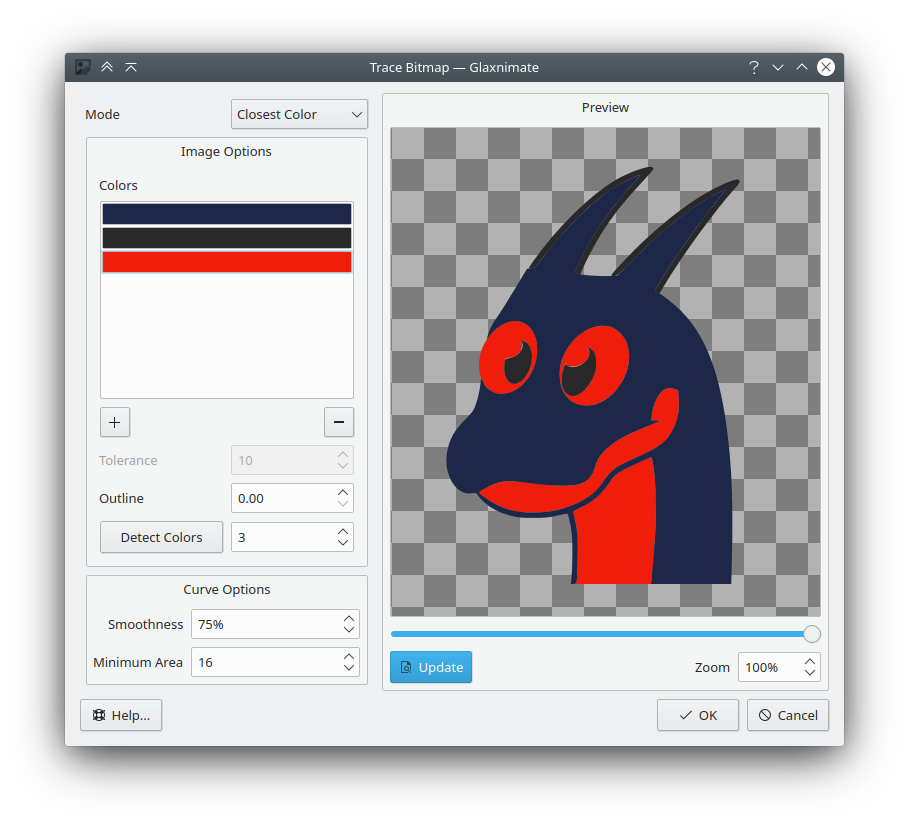 Trace Bitmap — Glaxnimate
Mode
Closest Color
Image Options
Colors
Tolerance
10
Outline
0.00
Detect Colors
3
Curve Options
Smoothness
75%
Minimum Area
16
Preview
Update
Zoom
100%
Help...
OK
Cancel